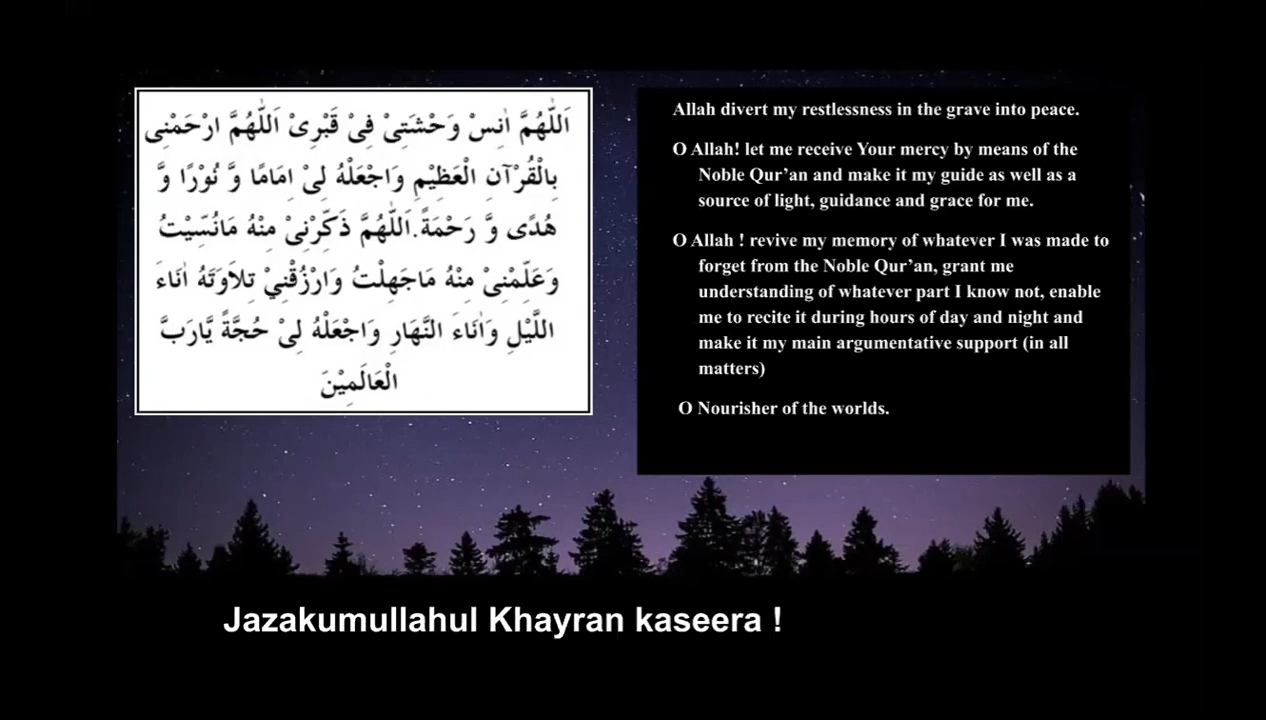 اَللّٰهُمَّ اٰنِسْ وَحْشَتِىْ فِىْ قَبْرِىْ اَللّٰهُمَّ ارْحَمْنِى
بِالْقُرْآنِ الْعَظِيْمِ وَاجْعَلْهُ لِىْ اِمَامًا وَّ نُوْرًا وَّ
هُدًى وَّ رَحْمَةً.اَللّٰهُمَّ ذَكِّرْنِىْ مِنْهُ مَانُسِّيْتُ
وَعَلِّمْنِىْ مِنْهُ مَاجَهِلْتُ وَارْزُقْنِيْ تِلاَوَتَهُ اٰنَاءَ
اللَّيْلِ وَاٰنَاءَ النَّهَارِ وَاجْعَلْهُ لِىْ حُجَّةً يَّارَبَّ
الْعَالَمِيْنَ
Allah divert my restlessness in the grave into peace.
O Allah! let me receive Your mercy by means of the
Noble Qur’an and make it my guide as well as a
source of light, guidance and grace for me.
O Allah ! revive my memory of whatever I was made to
forget from the Noble Qur’an, grant me
understanding of whatever part I know not, enable
me to recite it during hours of day and night and
make it my main argumentative support (in all
matters)
O Nourisher of the worlds.
Jazakumullahul Khayran kaseera !